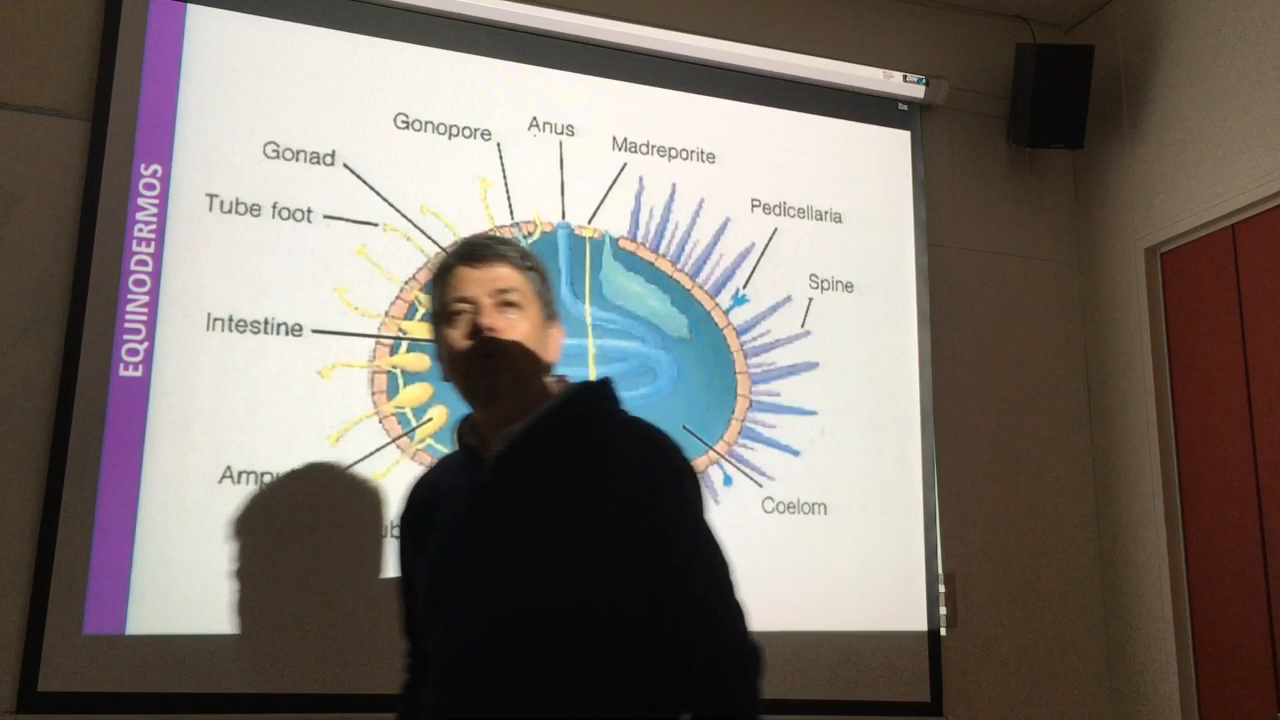 EQUINODERMOS
Gonopore
Anus
Madreporite
Gonad
Tube foot
Pedicellaria
Spine
Intestine
Coelom